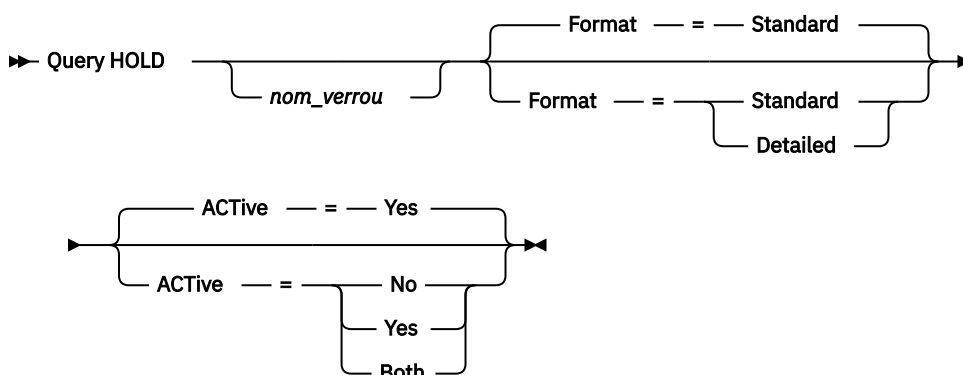 Format = Standard
Query HOLD
nom_verrou
Format = Standard
Detailed
ACTive = Yes
ACTive = No
Yes
Both